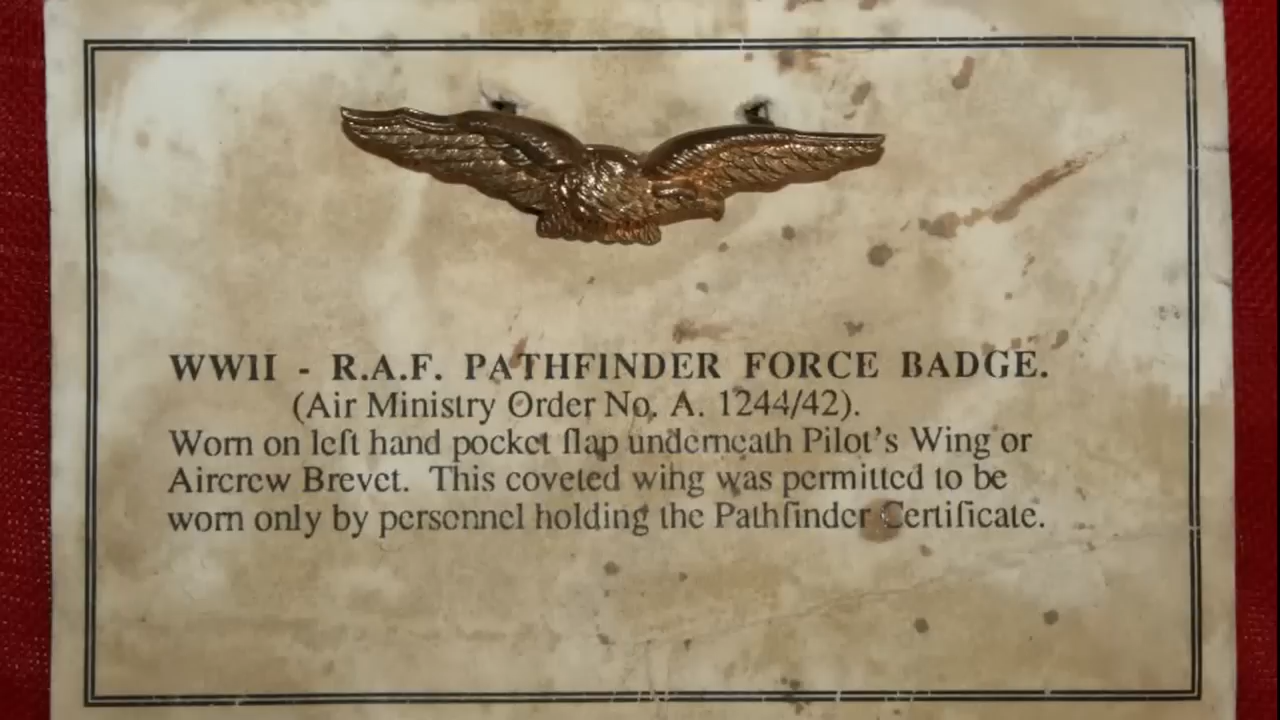 WWII - R.A.F. PATHFINDER FORCE BADGE.
(Air Ministry Order No. A. 1244/42).
Worn on left hand pocket flap underneath Pilot's Wing or
Aircrew Brevet. This coveted wing was permitted to be
worn only by personnel holding the Pathfinder Certificate.